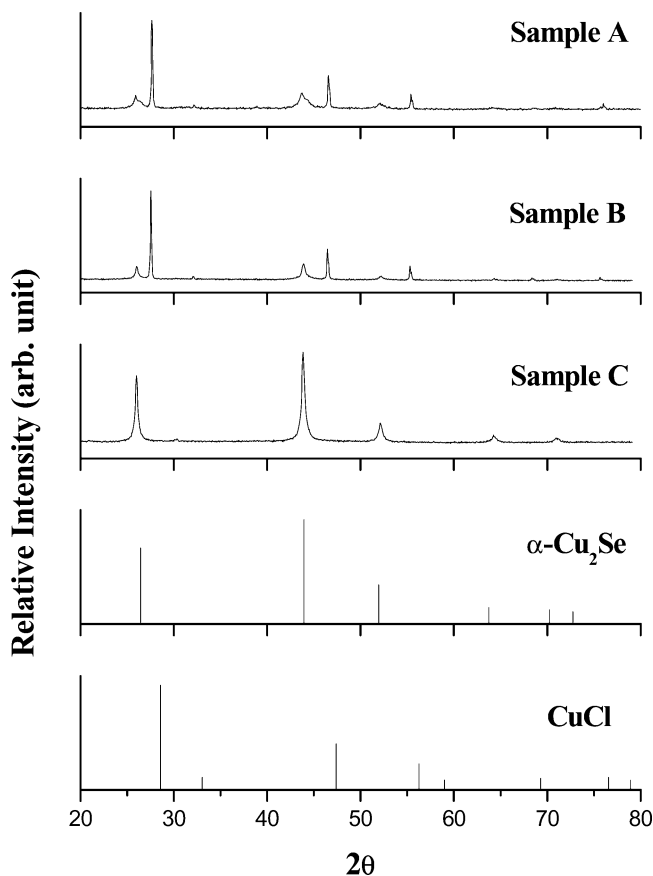 Sample A
Sample B
Sample C
α-Cu₂Se
CuCl
Relative Intensity (arb. unit)
20 30 40 50 60 70 80
2θ